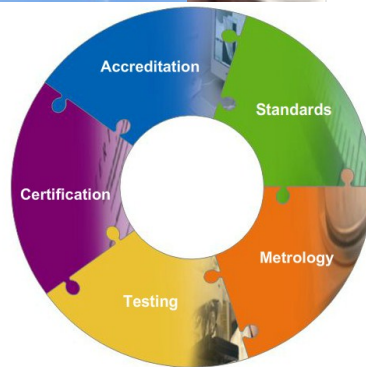 Accreditation
Standards
Certification
Metrology
Testing